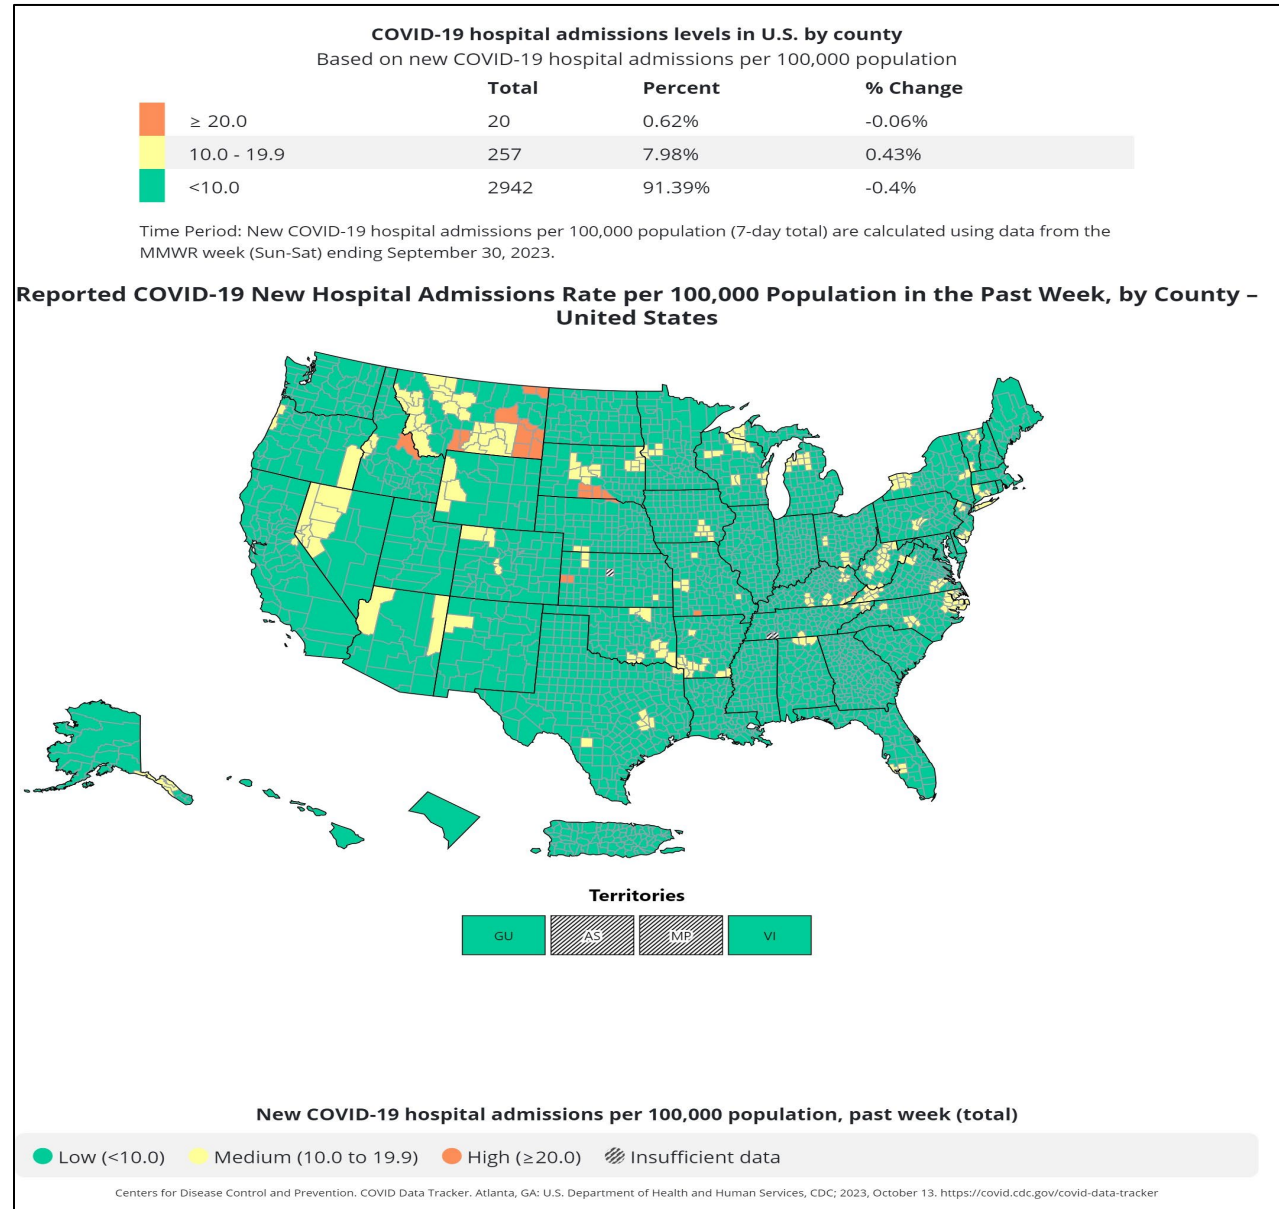 COVID-19 hospital admissions levels in U.S. by county
Based on new COVID-19 hospital admissions per 100,000 population
Total Percent % Change
≥ 20.0 20 0.62% -0.06%
10.0 - 19.9 257 7.98% 0.43%
<10.0 2942 91.39% -0.4%
Time Period: New COVID-19 hospital admissions per 100,000 population (7-day total) are calculated using data from the
MMWR week (Sun-Sat) ending September 30, 2023.
Reported COVID-19 New Hospital Admissions Rate per 100,000 Population in the Past Week, by County –
United States
Territories
GU AS MP VI
New COVID-19 hospital admissions per 100,000 population, past week (total)
Low (<10.0) Medium (10.0 to 19.9) High (≥20.0) Insufficient data
Centers for Disease Control and Prevention. COVID Data Tracker. Atlanta, GA: U.S. Department of Health and Human Services, CDC; 2023, October 13. https://covid.cdc.gov/covid-data-tracker